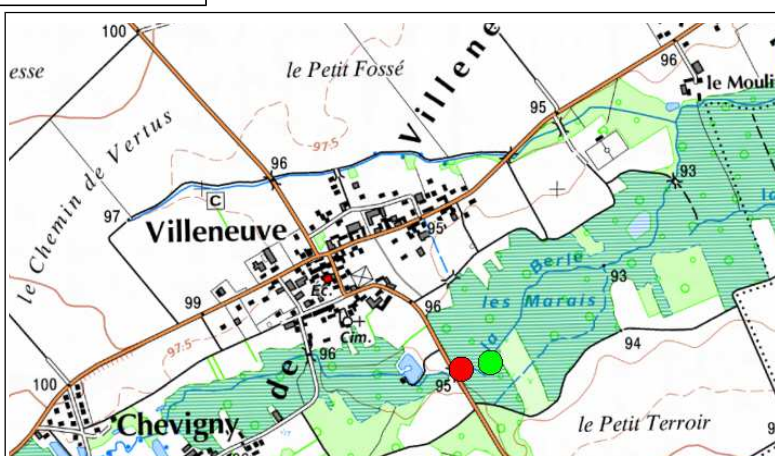 100
96
esse
le Petit Fossé
Villene
le Mouli
95
-97.5-
96
93
C
97
le Chemin de Vertus
Villeneuve
95
Berle
93
Éc.
les Marais
99
96
94
Cim.
la
97.5
96
de
95
100
Chevigny
le Petit Terroir